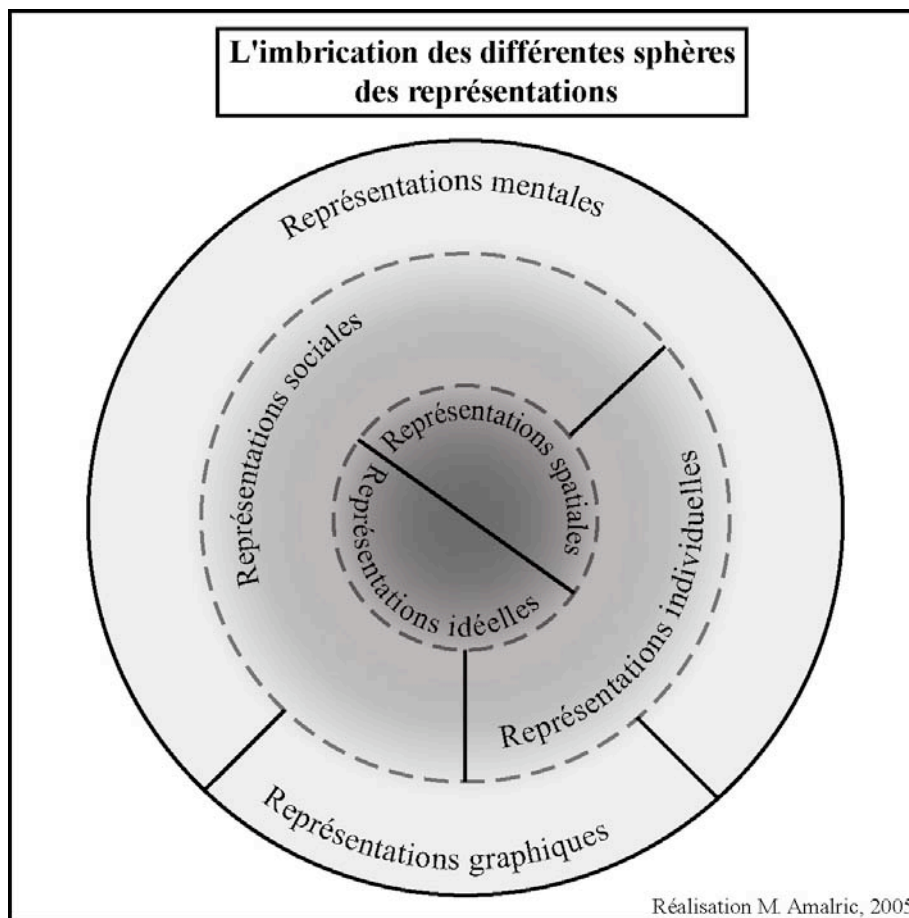 L'imbrication des différentes sphères
des représentations
Représentations mentales
Représentations sociales
Représentations spatiales
Représentations idéelles
Représentations individuelles
Représentations graphiques
Réalisation M. Amalric, 2005